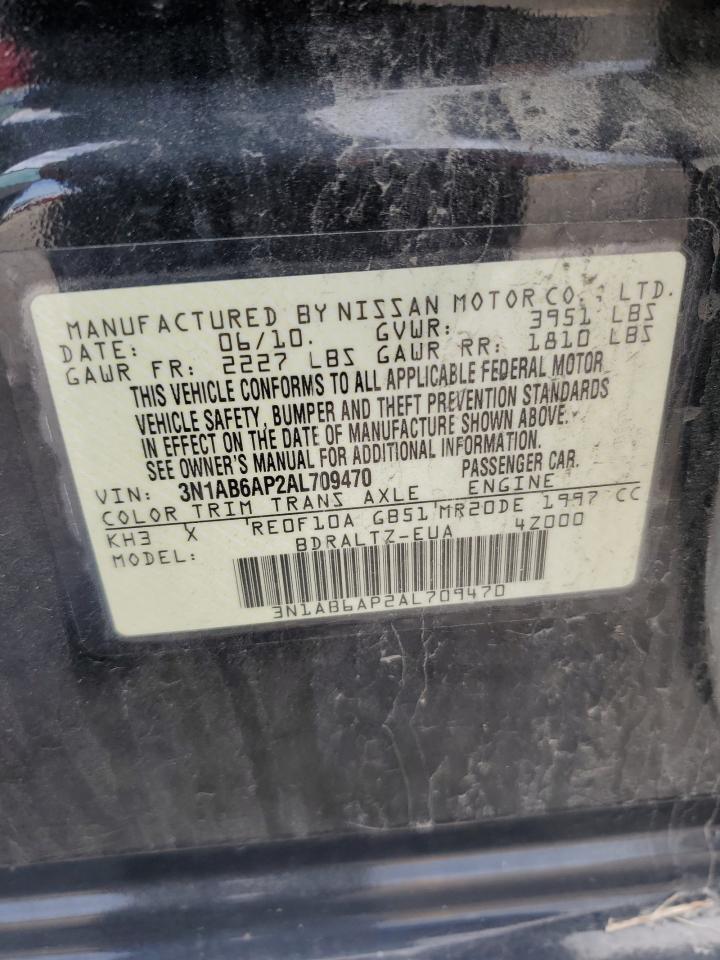 MANUFACTURED BY NISSAN MOTOR CO., LTD.
DATE: 06/10. GVWR: 3951 LBS
GAWR FR: 2227 LBS GAWR RR: 1810 LBS
THIS VEHICLE CONFORMS TO ALL APPLICABLE FEDERAL MOTOR
VEHICLE SAFETY, BUMPER AND THEFT PREVENTION STANDARDS
IN EFFECT ON THE DATE OF MANUFACTURE SHOWN ABOVE.
SEE OWNER'S MANUAL FOR ADDITIONAL INFORMATION.
VIN: 3N1AB6AP2AL709470 PASSENGER CAR.
COLOR TRIM TRANS AXLE ENGINE
KH3 X RE0F10A GB51 MR20DE 1997 CC
MODEL: BDRALTZ-EUA 4Z000
3N1AB6AP2AL709470